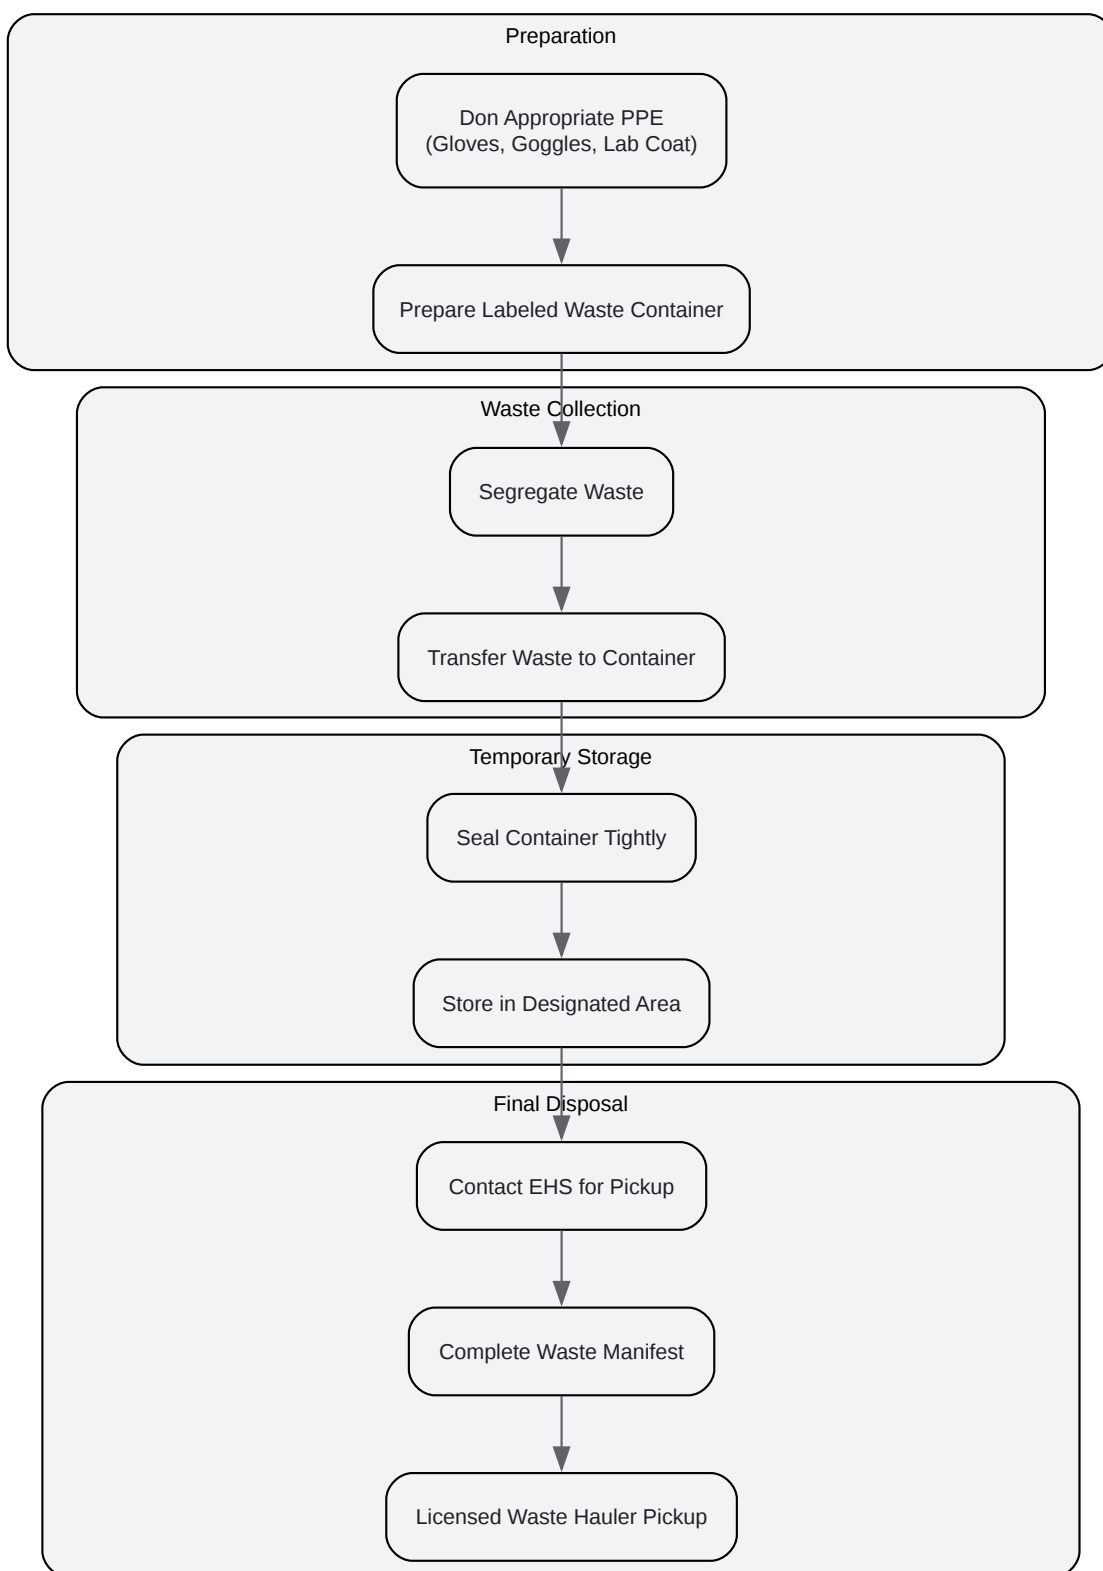 Preparation
Don Appropriate PPE
(Gloves, Goggles, Lab Coat)
Prepare Labeled Waste Container
Waste Collection
Segregate Waste
Transfer Waste to Container
Temporary Storage
Seal Container Tightly
Store in Designated Area
Final Disposal
Contact EHS for Pickup
Complete Waste Manifest
Licensed Waste Hauler Pickup